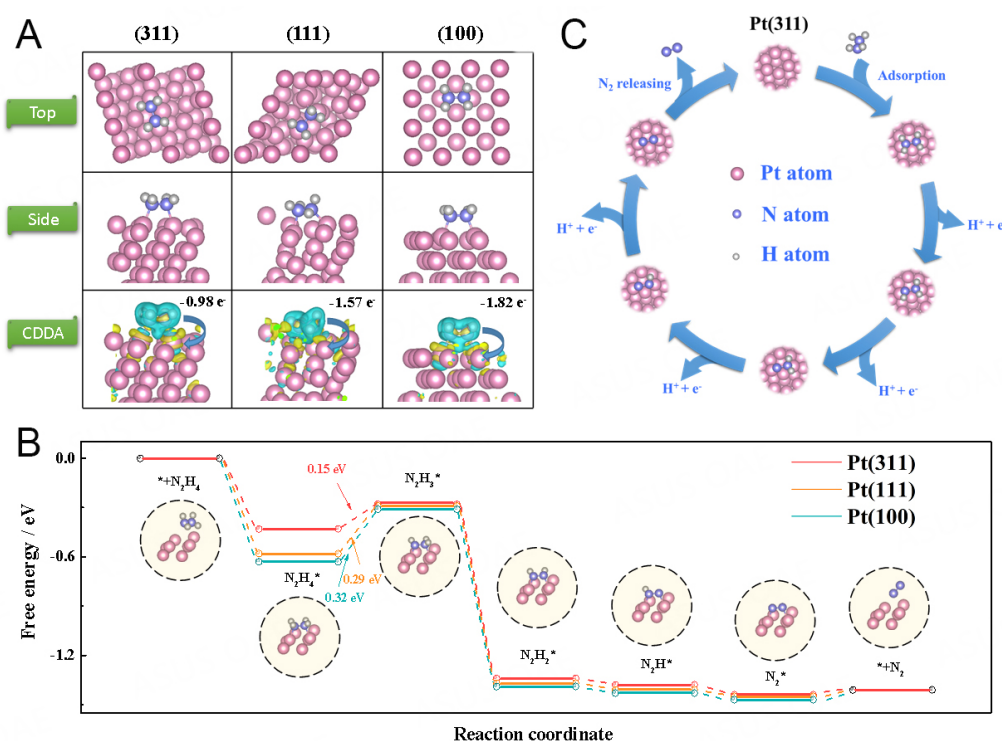 A
(311)
(111)
(100)
Top
Side
CDDA
-0.98 e-
-1.57 e-
-1.82 e-
C
Pt(311)
N₂ releasing
Adsorption
Pt atom
N atom
H atom
H⁺ + e⁻
H⁺ + e
H⁺ + e⁻
H⁺ + e⁻
B
Free energy / eV
0.0
-0.6
-1.2
*+N₂H₄
N₂H₄*
0.15 eV
0.29 eV
0.32 eV
N₂H₃*
N₂H₂*
N₂H*
N₂*
*+N₂
Pt(311)
Pt(111)
Pt(100)
Reaction coordinate